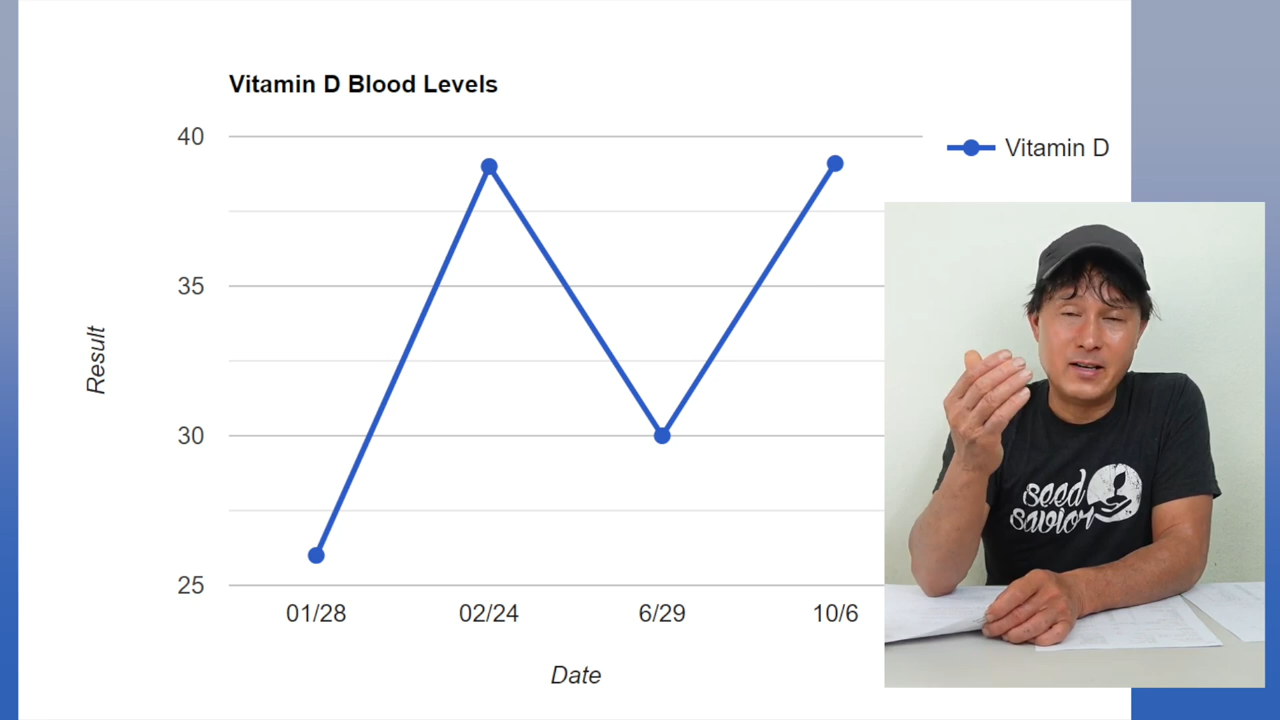 Vitamin D Blood Levels
40
Vitamin D
35
Result
30
25
01/28 02/24 6/29 10/6
Date
seed
savior